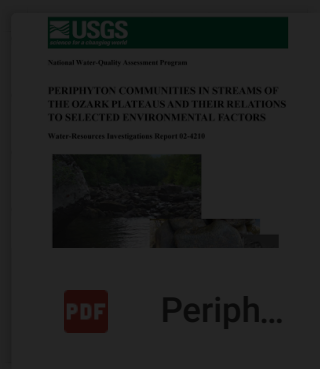 USGS
science for a changing world
National Water-Quality Assessment Program
PERIPHYTON COMMUNITIES IN STREAMS OF
THE OZARK PLATEAUS AND THEIR RELATIONS
TO SELECTED ENVIRONMENTAL FACTORS
Water-Resources Investigations Report 02-4210
PDF
Periph...